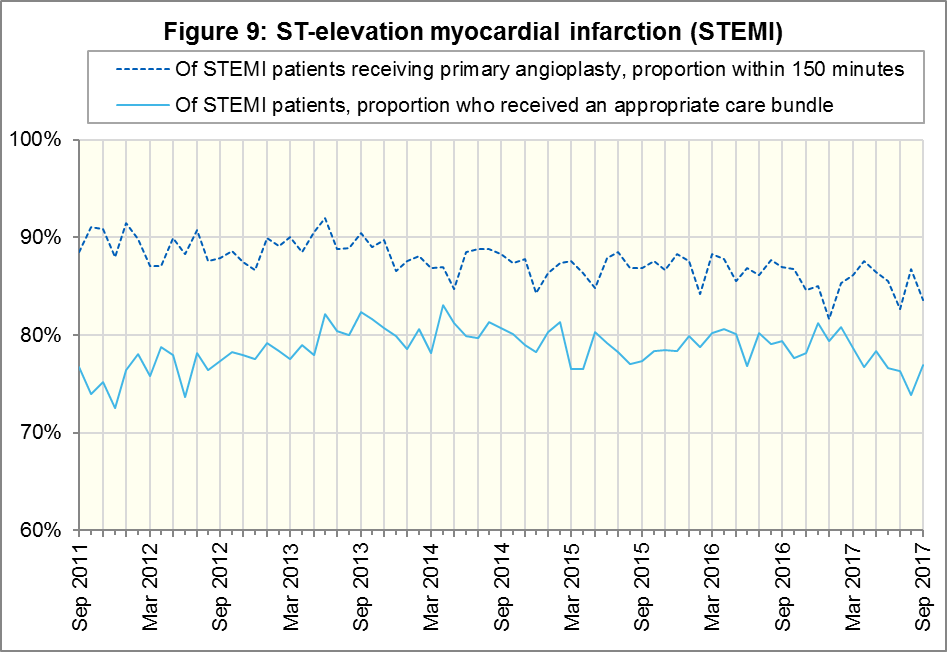 Figure 9: ST-elevation myocardial infarction (STEMI)
Of STEMI patients receiving primary angioplasty, proportion within 150 minutes
Of STEMI patients, proportion who received an appropriate care bundle
100%
90%
80%
70%
60%
Sep 2011
Mar 2012
Sep 2012
Mar 2013
Sep 2013
Mar 2014
Sep 2014
Mar 2015
Sep 2015
Mar 2016
Sep 2016
Mar 2017
Sep 2017